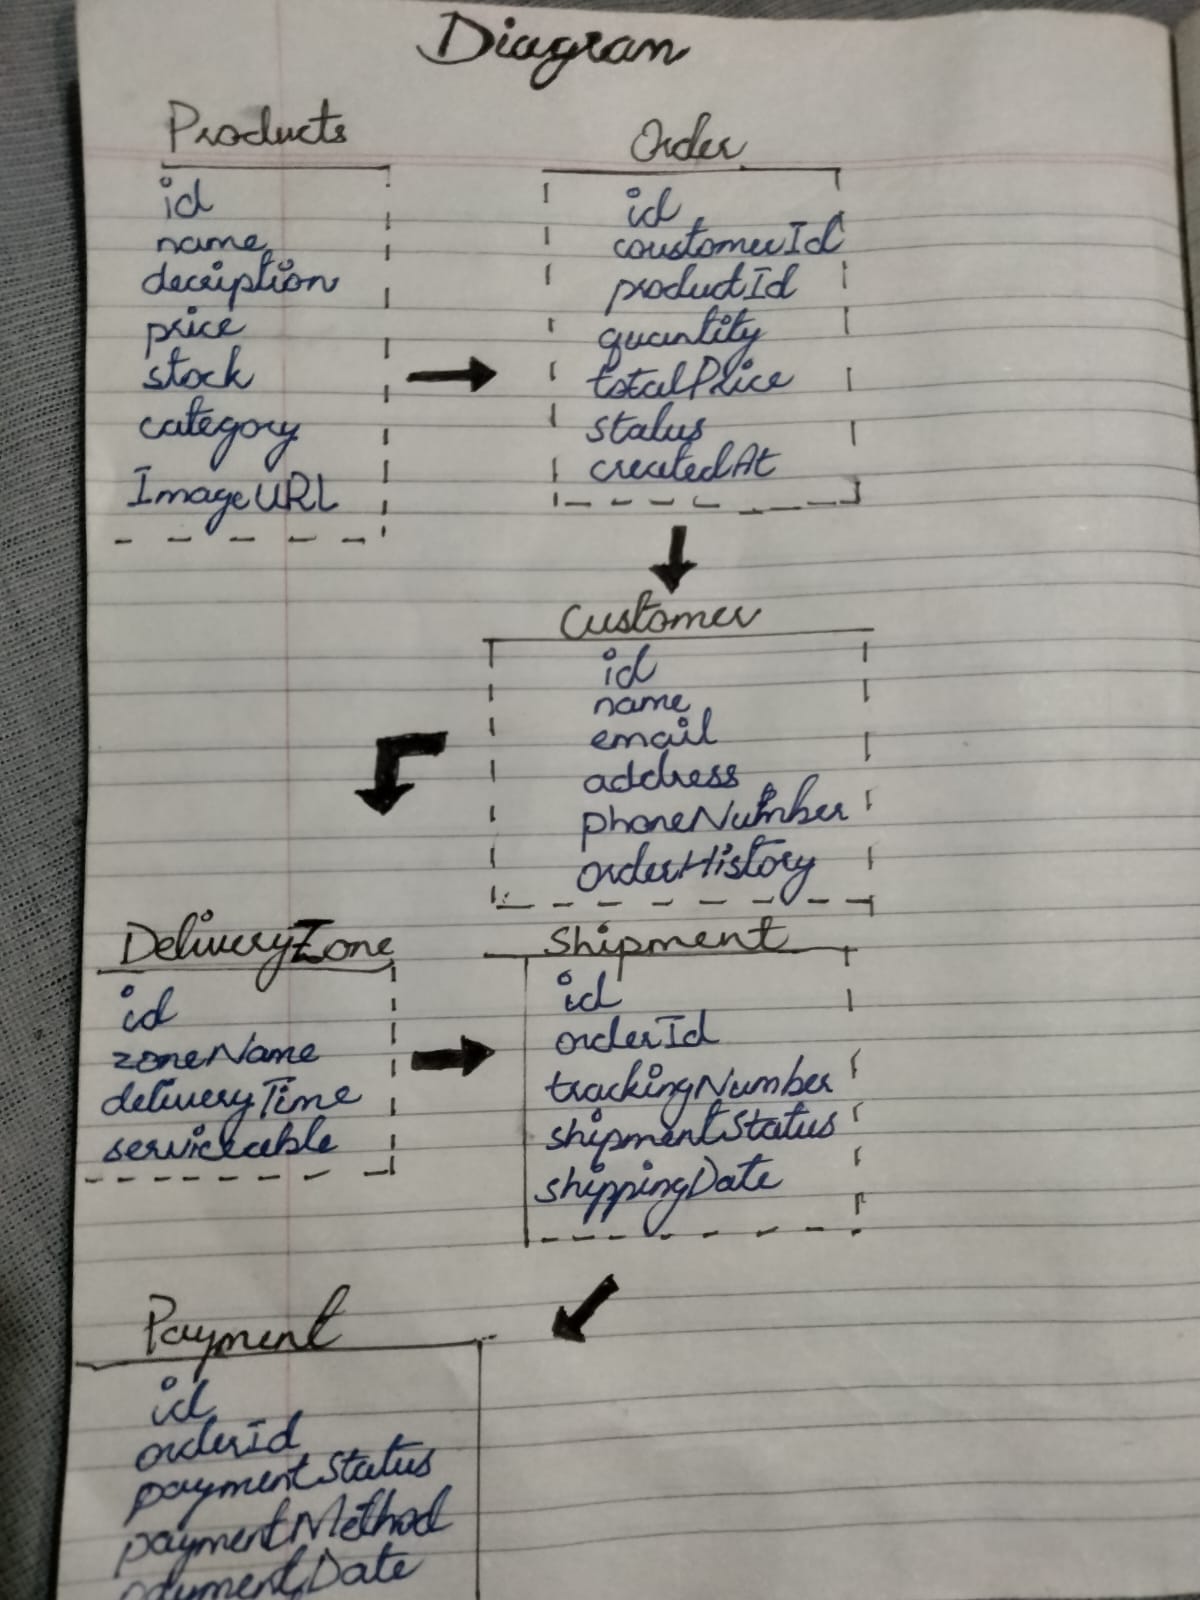 Diagram
Products
id
name
decription
price
stock
category
ImageURL
Order
id
coustomerId
productId
quantity
totalPrice
status
createdAt
Customer
id
name
email
address
phoneNumber
orderHistory
DeliveryZone
id
zoneName
deliveryTime
serviceable
Shipment
id
orderId
trackingNumber
shipmentStatus
shippingDate
Payment
id
orderId
paymentStatus
paymentMethod
paymentDate